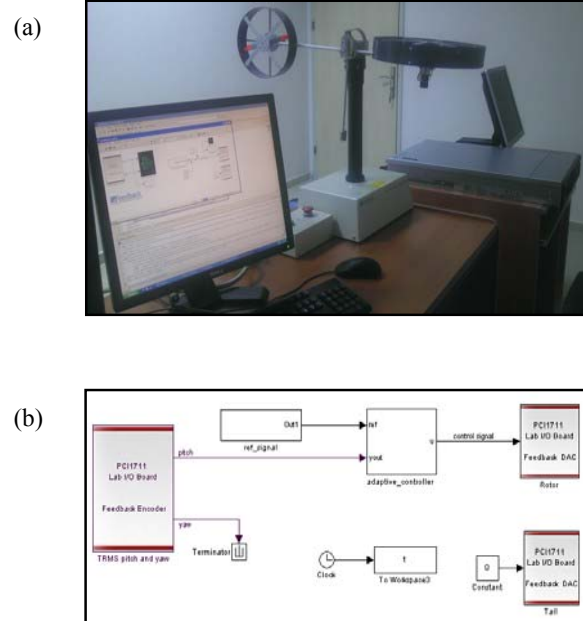 (a)
(b)
PCI1711
Lab I/O Board
Feedback Encoder
TRMS pitch and yaw
pitch
yaw
Terminator
Out1
ref_signal
ref
yout
u
adaptive_contoller
control signal
PCI1711
Lab I/O Board
Feedback DAC
Rotor
Clock
t
To Workspace3
0
Constant
PCI1711
Lab I/O Board
Feedback DAC
Tail